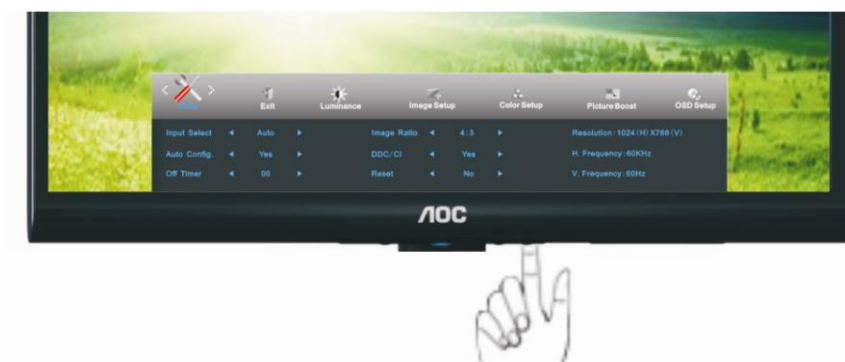 Exit Luminance Image Setup Color Setup Picture Boost OSD Setup
Input Select Auto Image Ratio 4:3 Resolution: 1024 (H) X768 (V)
Auto Config. Yes DDC/CI Yes H. Frequency: 60KHz
Off Timer 00 Reset No V. Frequency: 60Hz
AOC